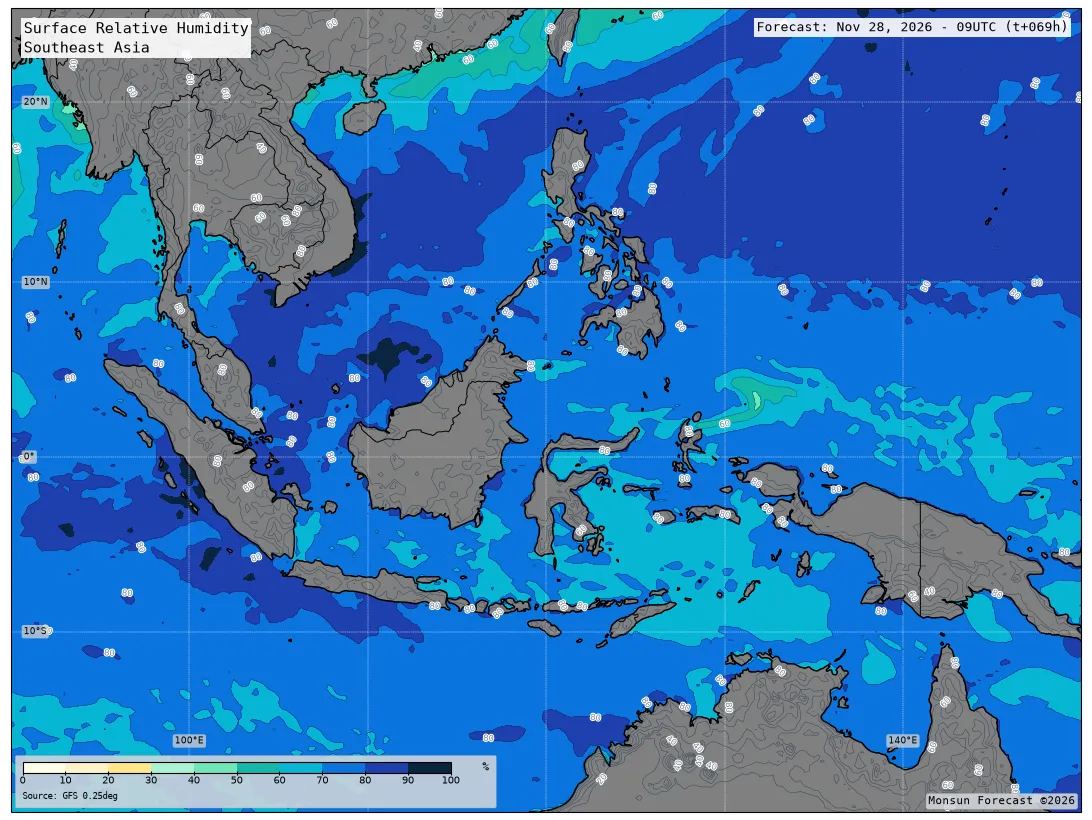 Surface Relative Humidity
Southeast Asia
Forecast: Nov 28, 2026 - 09UTC (t+069h)
20°N
10°N
0°
10°S
100°E
140°E
0 10 20 30 40 50 60 70 80 90 100
%
Source: GFS 0.25deg
Monsun Forecast ©2026